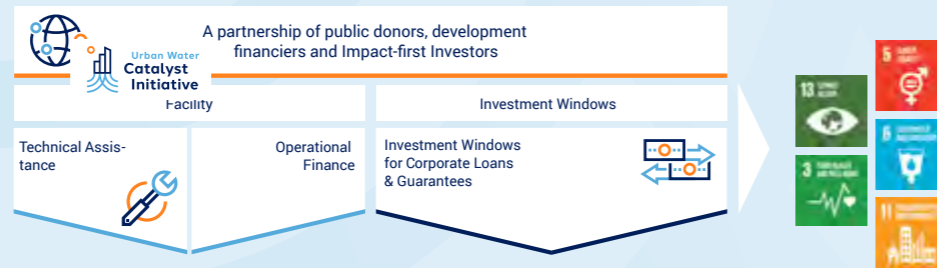 A partnership of public donors, development
financiers and Impact-first Investors
Urban Water
Catalyst
Initiative
Facility
Investment Windows
Technical Assis-
tance
Operational
Finance
Investment Windows
for Corporate Loans
& Guarantees
13
5
6
3
11